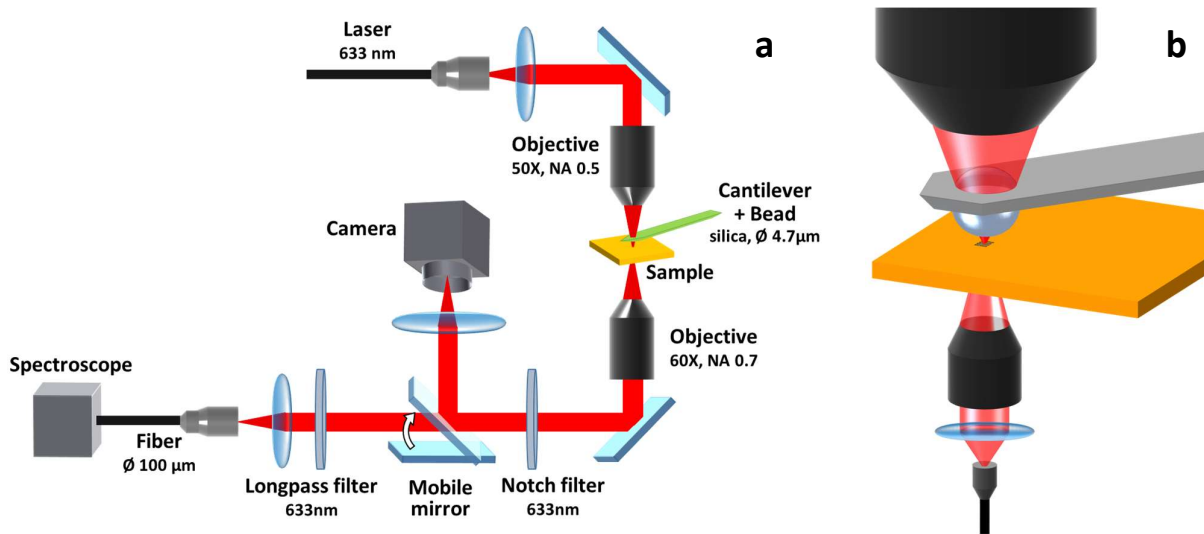 a
b
Laser
633 nm
Objective
50X, NA 0.5
Cantilever
+ Bead
silica, Ø 4.7µm
Camera
Sample
Objective
60X, NA 0.7
Spectroscope
Fiber
Ø 100 µm
Longpass filter
633nm
Mobile
mirror
Notch filter
633nm